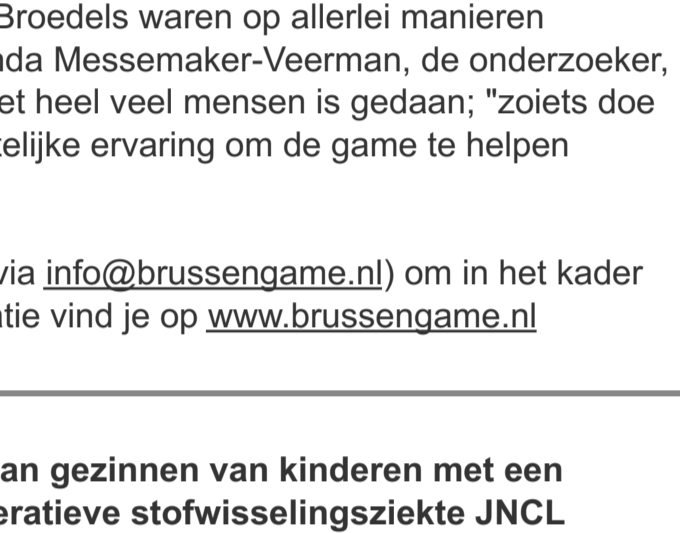 Broedels waren op allerlei manieren
nda Messemaker-Veerman, de onderzoeker,
et heel veel mensen is gedaan; "zoiets doe
telijke ervaring om de game te helpen
via info@brussengame.nl) om in het kader
tie vind je op www.brussengame.nl
an gezinnen van kinderen met een
eratieve stofwisselingsziekte JNCL